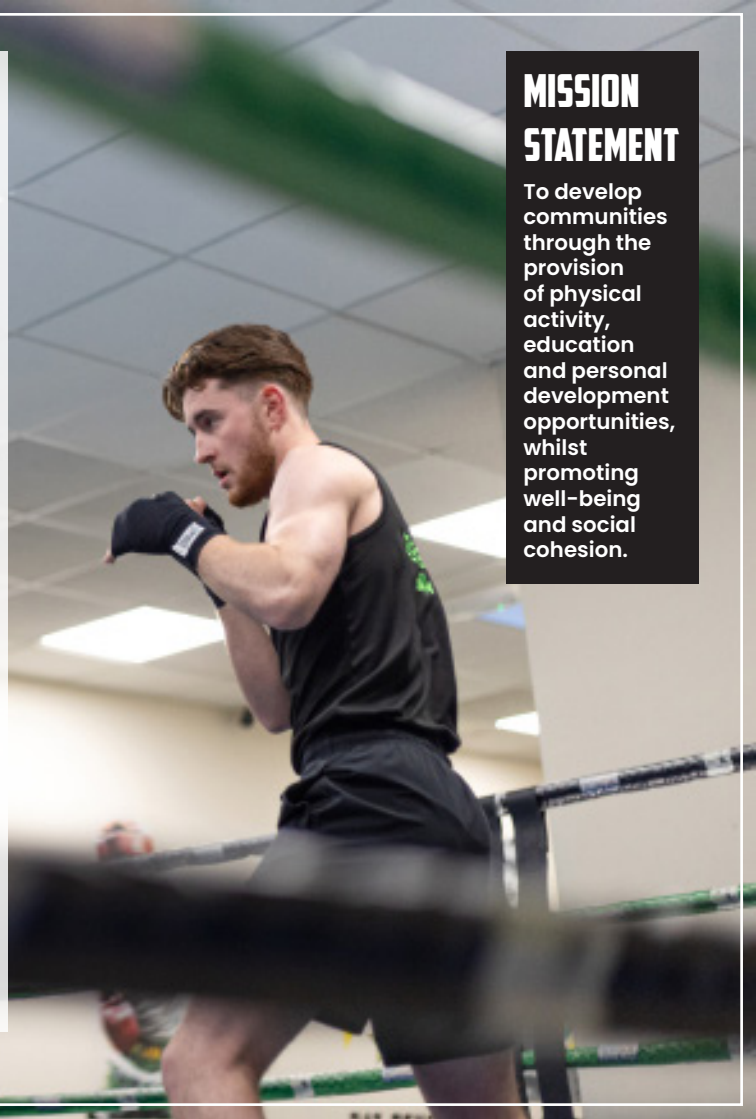 MISSION
STATEMENT
To develop
communities
through the
provision
of physical
activity,
education
and personal
development
opportunities,
whilst
promoting
well-being
and social
cohesion.